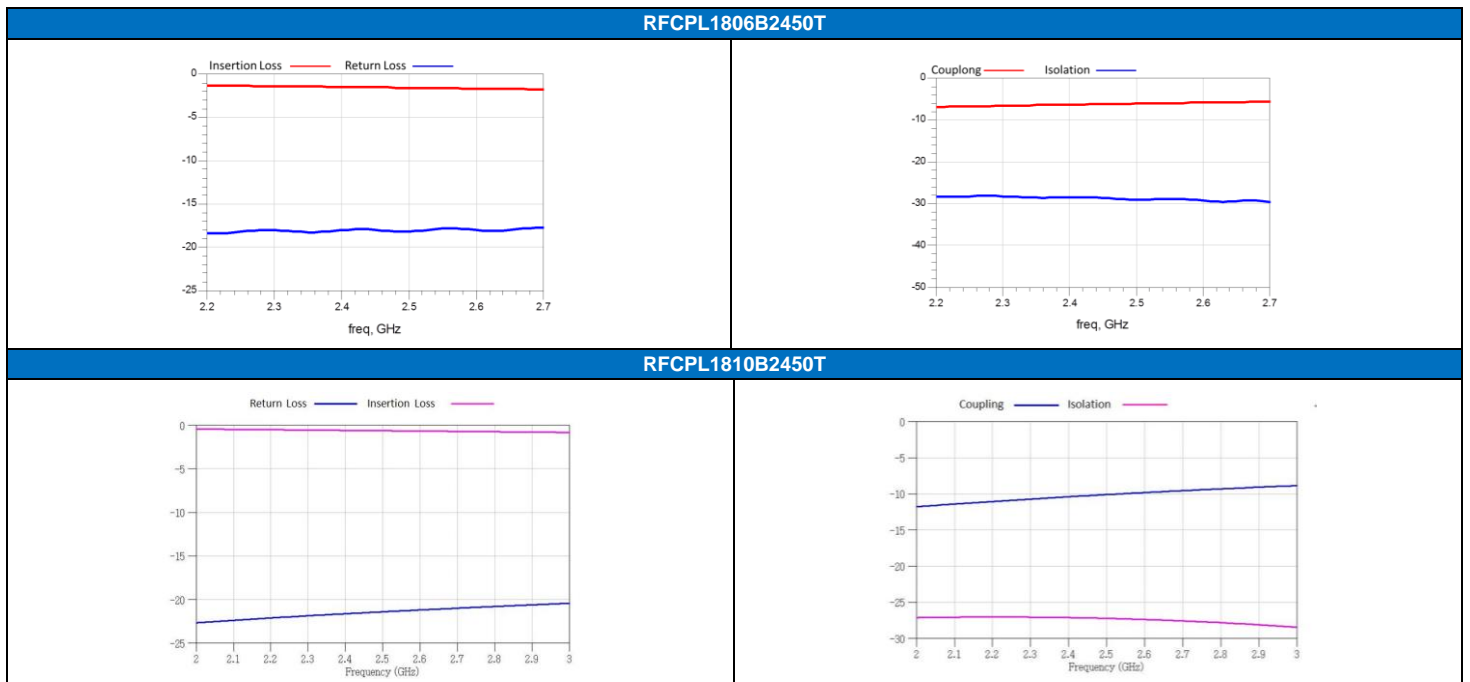 RFCPL1806B2450T
Insertion Loss Return Loss
0
-5
-10
-15
-20
-25
2.2 2.3 2.4 2.5 2.6 2.7
freq, GHz
Couplong Isolation
0
-10
-20
-30
-40
-50
2.2 2.3 2.4 2.5 2.6 2.7
freq, GHz
RFCPL1810B2450T
Return Loss Insertion Loss
0
-5
-10
-15
-20
-25
2 2.1 2.2 2.3 2.4 2.5 2.6 2.7 2.8 2.9 3
Frequency (GHz)
Coupling Isolation
0
-5
-10
-15
-20
-25
-30
2 2.1 2.2 2.3 2.4 2.5 2.6 2.7 2.8 2.9 3
Frequency (GHz)